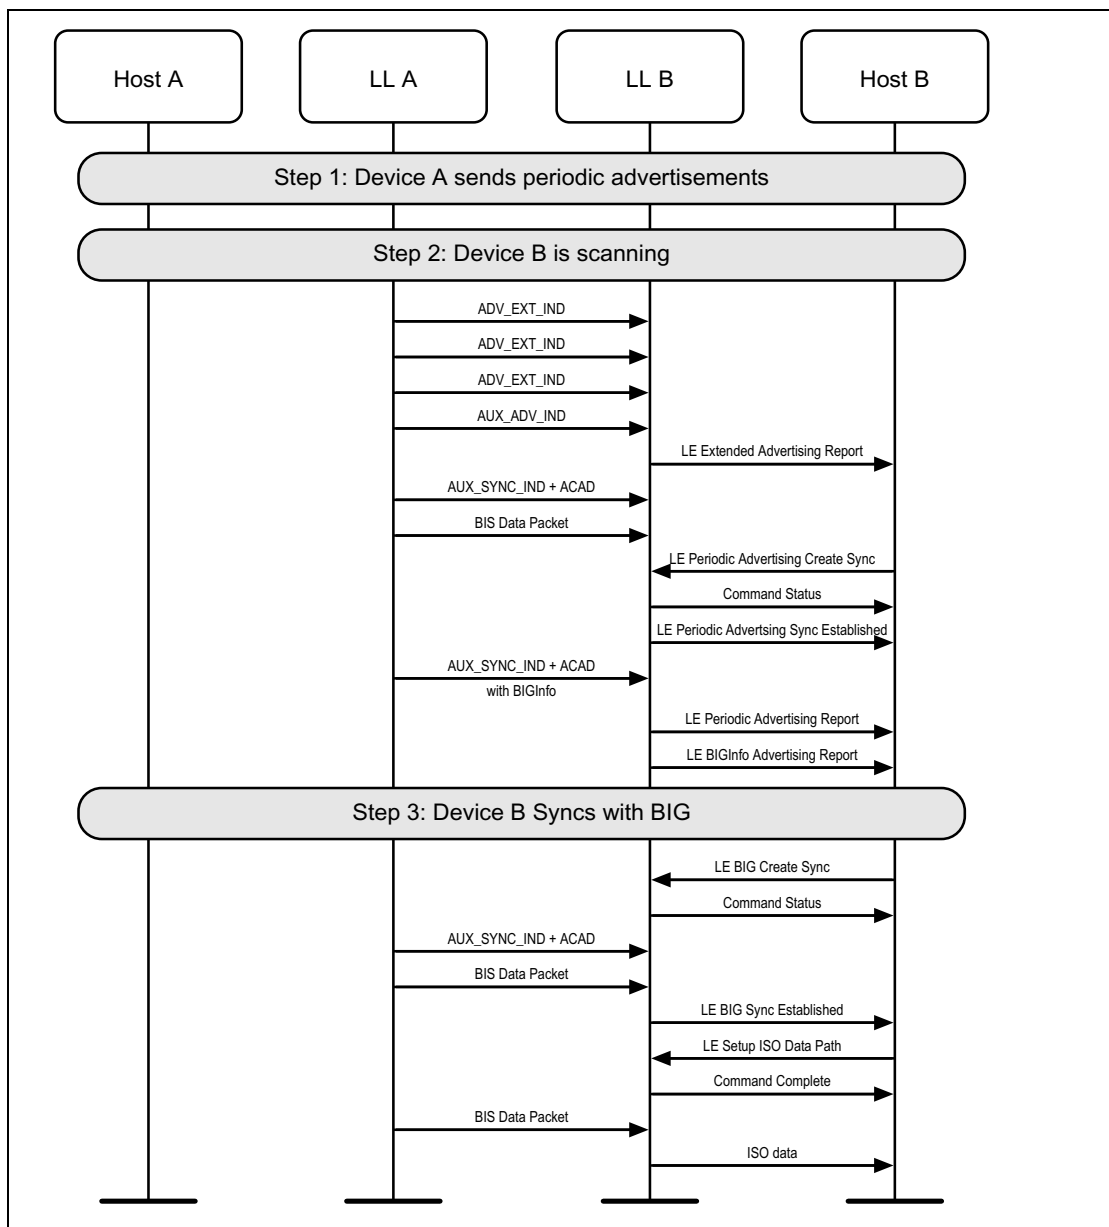 Host A
LL A
LL B
Host B
Step 1: Device A sends periodic advertisements
Step 2: Device B is scanning
ADV_EXT_IND
ADV_EXT_IND
ADV_EXT_IND
AUX_ADV_IND
LE Extended Advertising Report
AUX_SYNC_IND + ACAD
BIS Data Packet
LE Periodic Advertising Create Sync
Command Status
LE Periodic Advertsing Sync Established
AUX_SYNC_IND + ACAD
with BIGInfo
LE Periodic Advertising Report
LE BIGInfo Advertising Report
Step 3: Device B Syncs with BIG
LE BIG Create Sync
Command Status
AUX_SYNC_IND + ACAD
BIS Data Packet
LE BIG Sync Established
LE Setup ISO Data Path
Command Complete
BIS Data Packet
ISO data